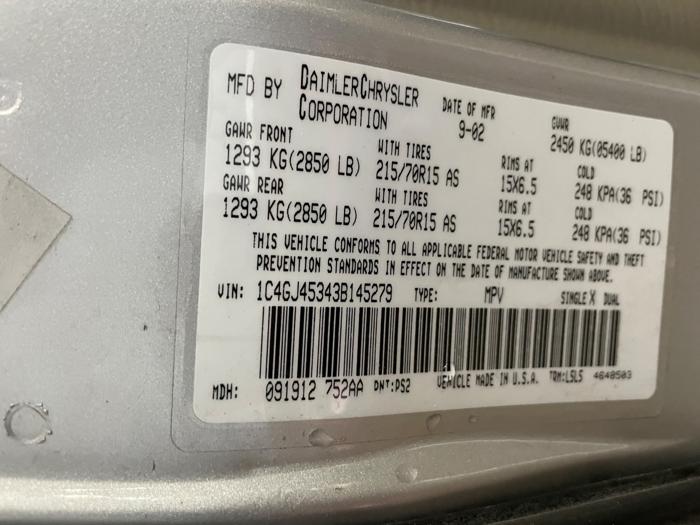 MFD BY DAIMLERCHRYSLER CORPORATION DATE OF MFR 9-02 GVWR 2450 KG(05400 LB)
GAWR FRONT WITH TIRES RIMS AT COLD
1293 KG(2850 LB) 215/70R15 AS 15X6.5 248 KPA(36 PSI)
GAWR REAR WITH TIRES RIMS AT COLD
1293 KG(2850 LB) 215/70R15 AS 15X6.5 248 KPA(36 PSI)
THIS VEHICLE CONFORMS TO ALL APPLICABLE FEDERAL MOTOR VEHICLE SAFETY AND THEFT
PREVENTION STANDARDS IN EFFECT ON THE DATE OF MANUFACTURE SHOWN ABOVE.
VIN: 1C4GJ45343B145279 TYPE: MPV SINGLE X DUAL
MDH: 091912 752AA PNT:PS2 VEHICLE MADE IN U.S.A. TRM:LSL5 4648503